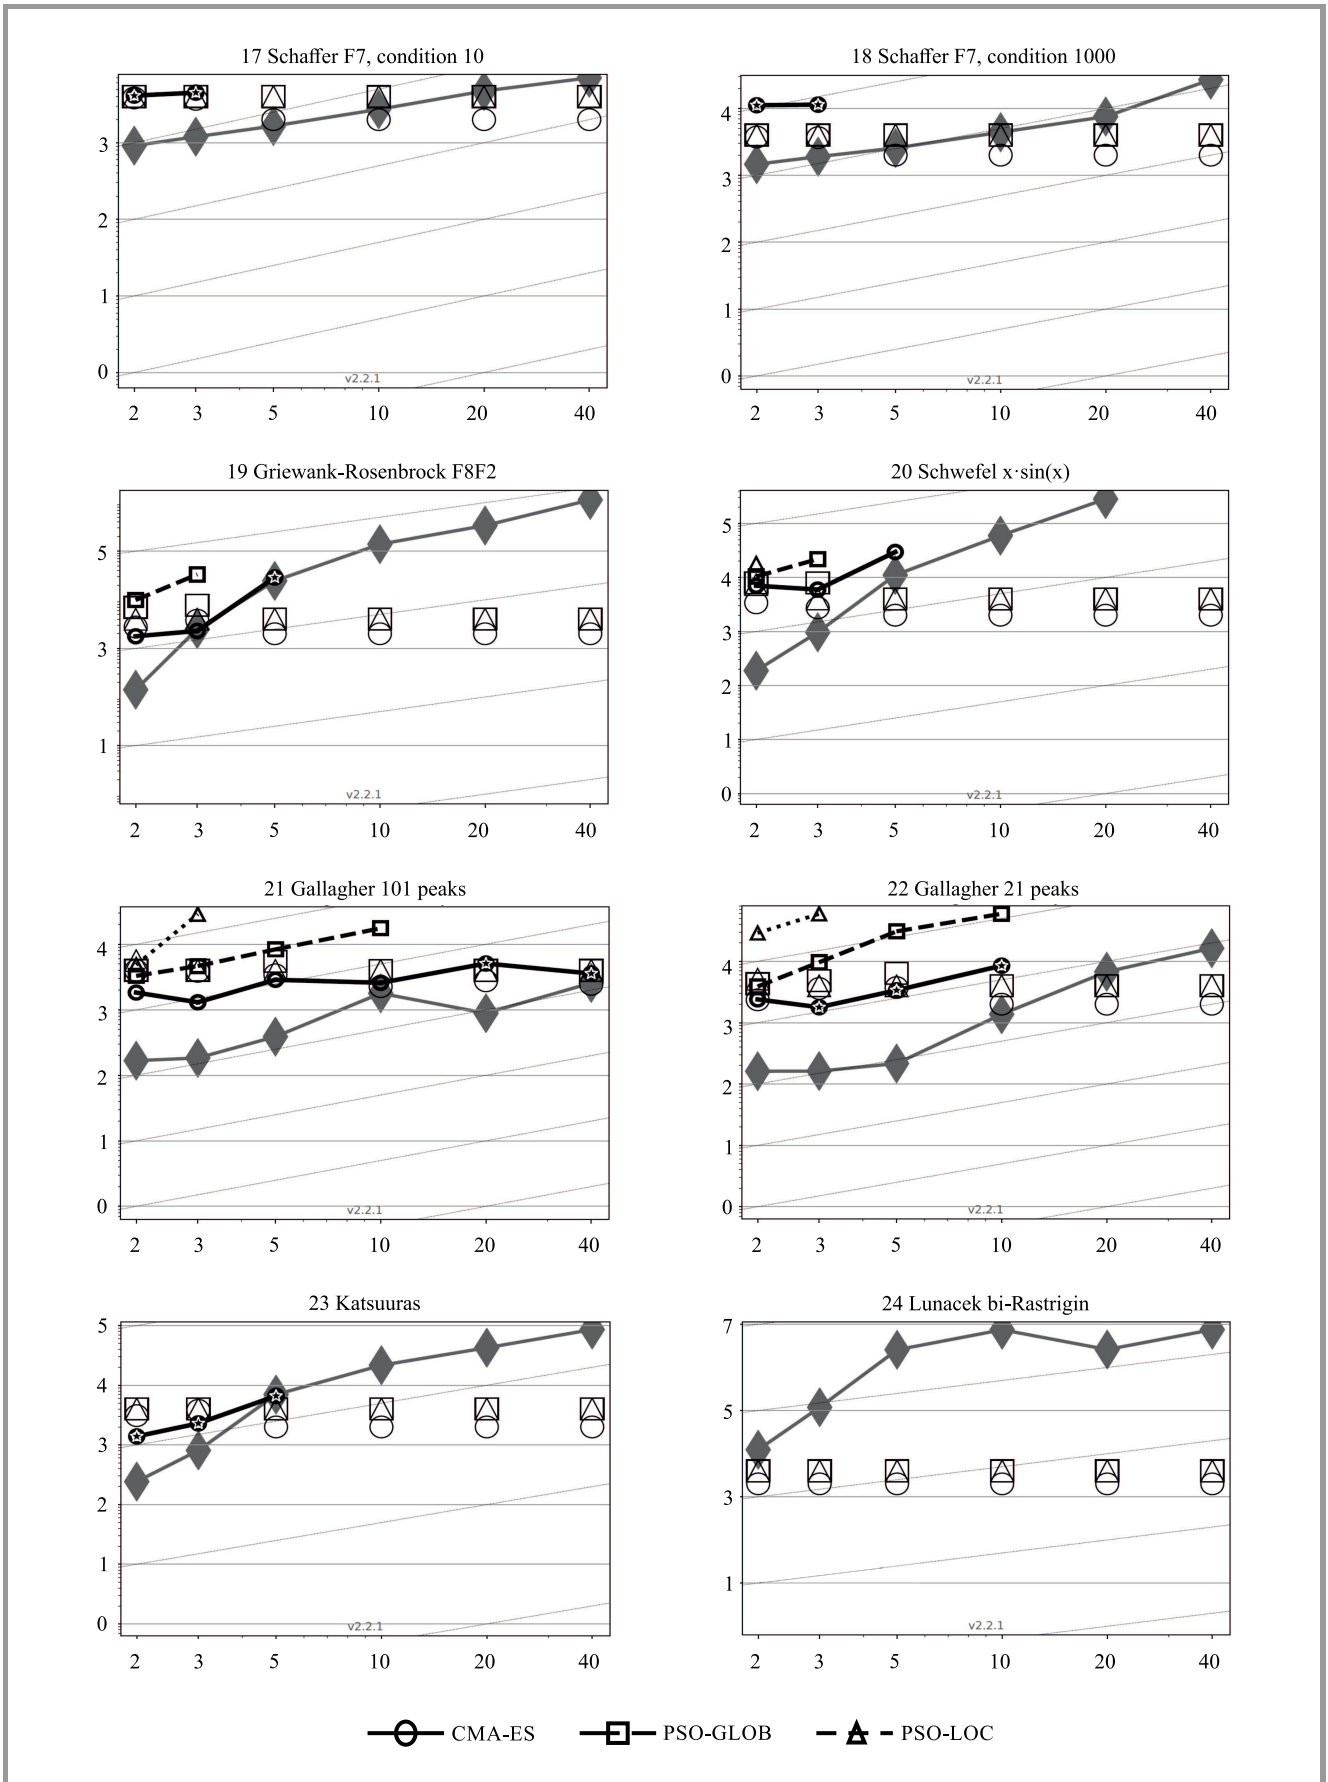 17 Schaffer F7, condition 10
3
2
1
0
v2.2.1
2 3 5 10 20 40
18 Schaffer F7, condition 1000
4
3
2
1
0
v2.2.1
2 3 5 10 20 40
19 Griewank-Rosenbrock F8F2
5
3
1
v2.2.1
2 3 5 10 20 40
20 Schwefel x·sin(x)
5
4
3
2
1
0
v2.2.1
2 3 5 10 20 40
21 Gallagher 101 peaks
4
3
2
1
0
v2.2.1
2 3 5 10 20 40
22 Gallagher 21 peaks
4
3
2
1
0
v2.2.1
2 3 5 10 20 40
23 Katsuuras
5
4
3
2
1
0
v2.2.1
2 3 5 10 20 40
24 Lunacek bi-Rastrigin
7
5
3
1
v2.2.1
2 3 5 10 20 40
CMA-ES PSO-GLOB PSO-LOC